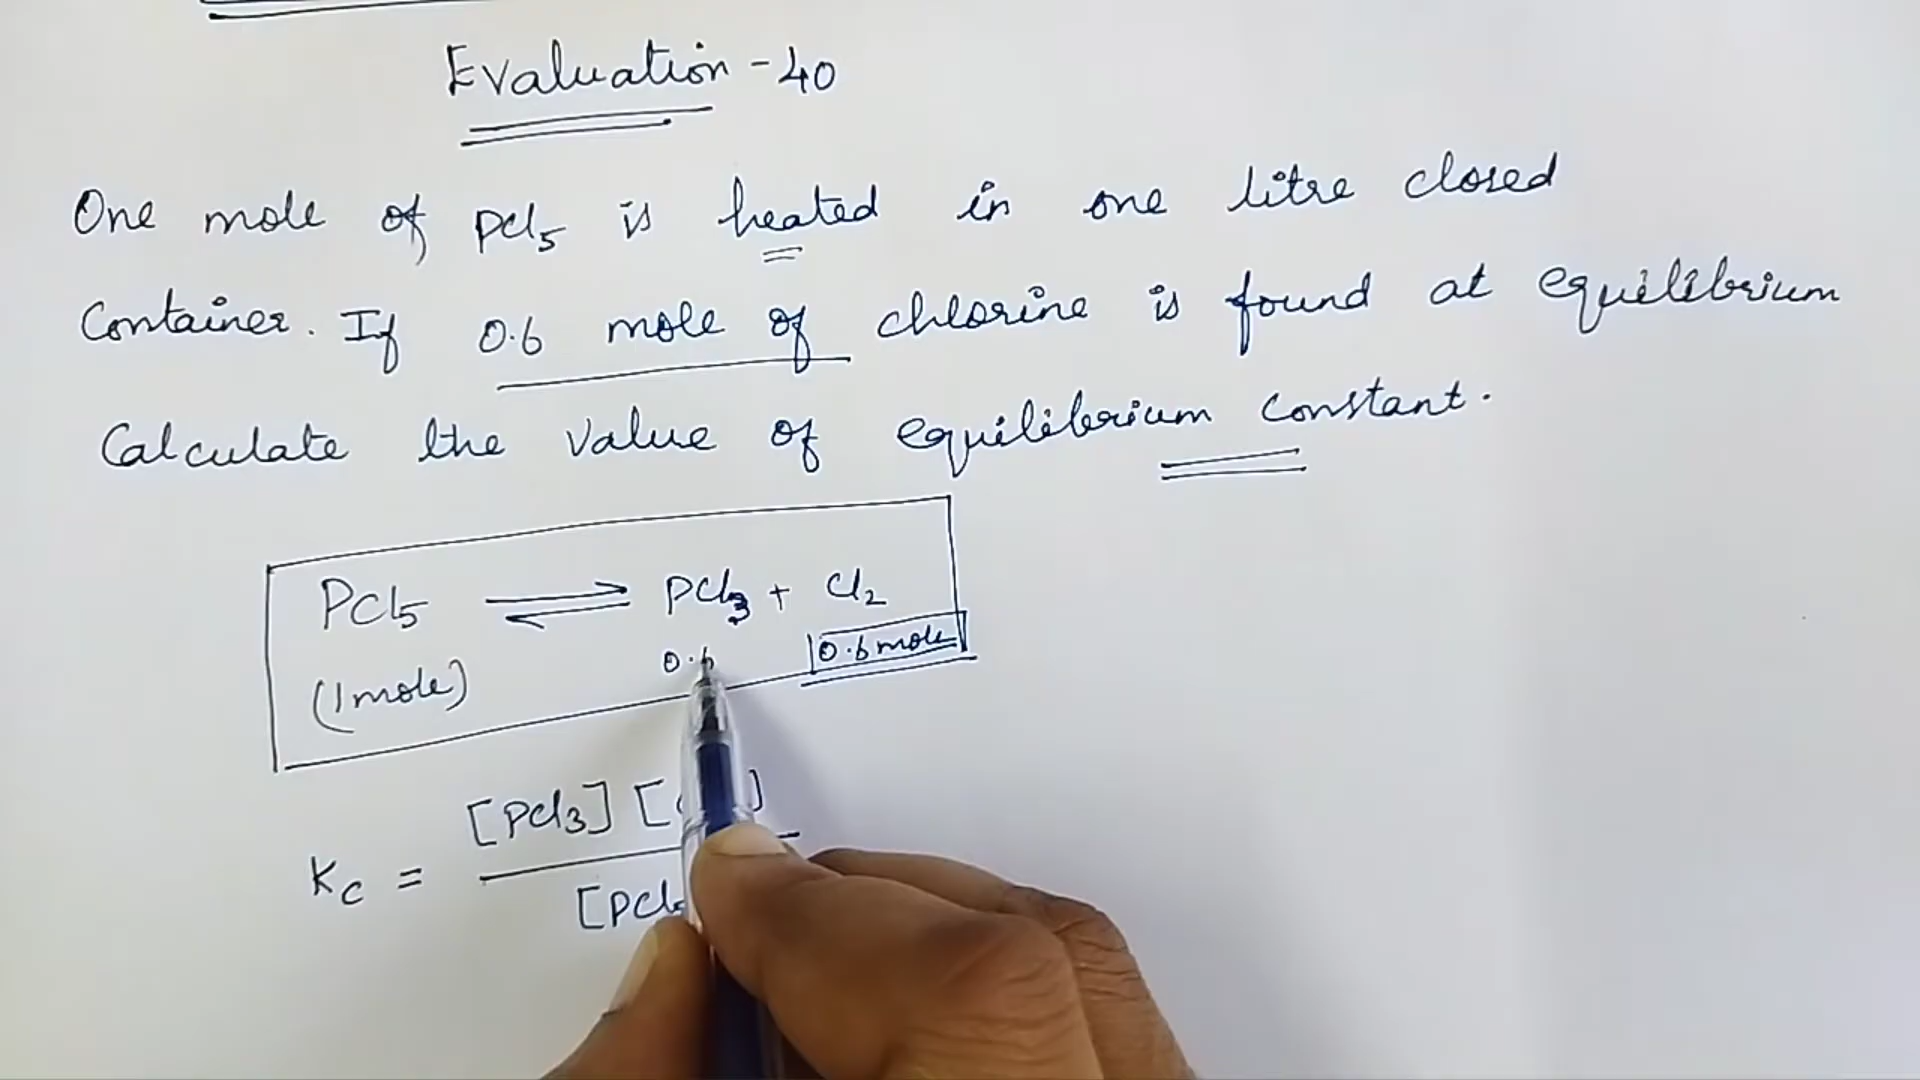 Evaluation - 40
One mole of PCl5 is heated in one litre closed
Container. If 0.6 mole of chlorine is found at equilibrium
Calculate the value of equilibrium constant.
PCl5 ⇌ PCl3 + Cl2
(1 mole) 0.6 0.6 mole
[PCl3] [
Kc =
[PCl